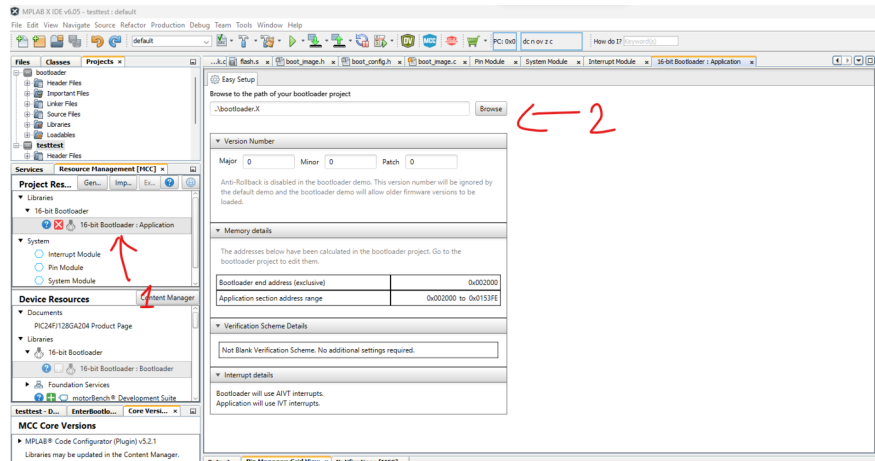 MPLAB X IDE v6.05 - testtest : default
File Edit View Navigate Source Refactor Production Debug Team Tools Window Help
default
PC: 0x0
dc n ov z c
How do I? Keyword(s)
Files Classes Projects
...k.c flash.s boot_image.h boot_config.h boot_image.c Pin Module System Module Interrupt Module 16-bit Bootloader : Application
bootloader
Header Files
Important Files
Linker Files
Source Files
Libraries
Loadables
testtest
Header Files
Services Resource Management [MCC]
Project Res... Gen... Imp... Ex...
Libraries
16-bit Bootloader
16-bit Bootloader : Application
System
Interrupt Module
Pin Module
System Module
1
Device Resources Content Manager
Documents
PIC24FJ128GA204 Product Page
Libraries
16-bit Bootloader
16-bit Bootloader : Bootloader
Foundation Services
motorBench® Development Suite
testtest - D... EnterBootlo... Core Versi...
MCC Core Versions
MPLAB® Code Configurator (Plugin) v5.2.1
Libraries may be updated in the Content Manager.
Easy Setup
Browse to the path of your bootloader project
..\bootloader.X Browse
2
Version Number
Major 0 Minor 0 Patch 0
Anti-Rollback is disabled in the bootloader demo. This version number will be ignored by
the default demo and the bootloader demo will allow older firmware versions to be
loaded.
Memory details
The addresses below have been calculated in the bootloader project. Go to the
bootloader project to edit them.
Bootloader end address (exclusive) 0x002000
Application section address range 0x002000 to 0x0153FE
Verification Scheme Details
Not Blank Verification Scheme. No additional settings required.
Interrupt details
Bootloader will use AIVT interrupts.
Application will use IVT interrupts.